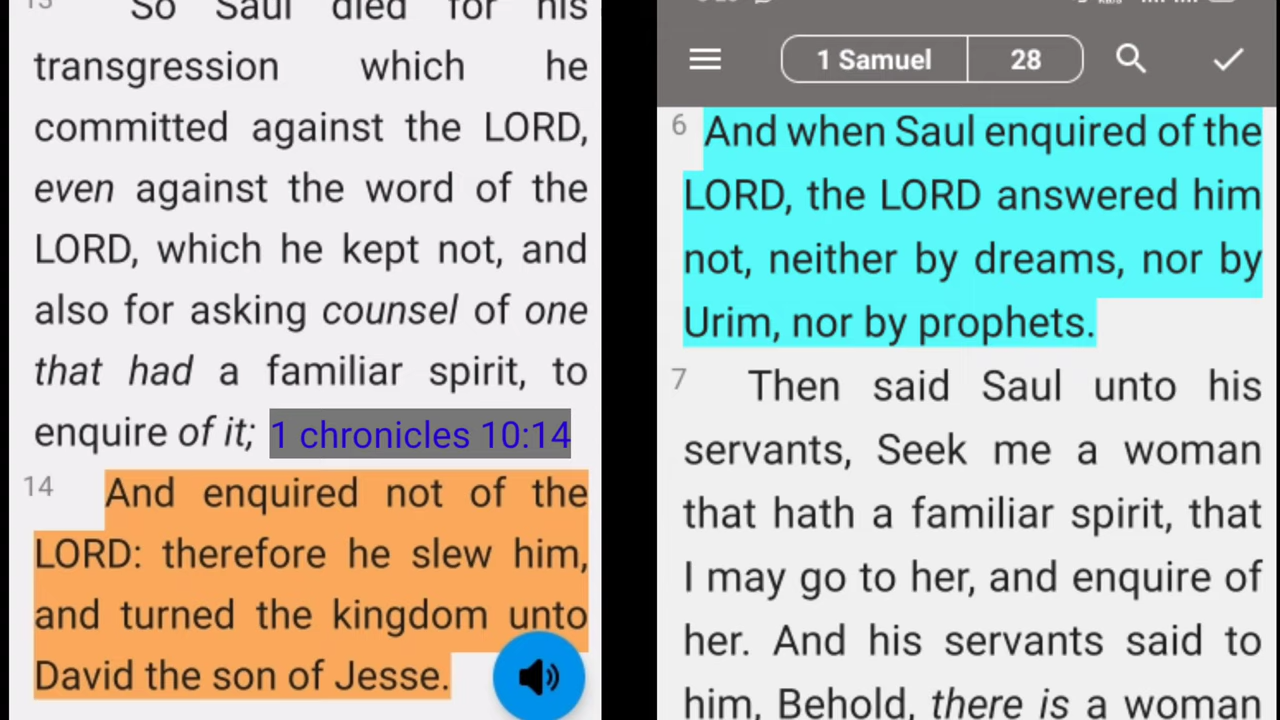 13 So Saul died for his
transgression which he
committed against the LORD,
even against the word of the
LORD, which he kept not, and
also for asking counsel of one
that had a familiar spirit, to
enquire of it; 1 chronicles 10:14
14 And enquired not of the
LORD: therefore he slew him,
and turned the kingdom unto
David the son of Jesse.
1 Samuel 28
6 And when Saul enquired of the
LORD, the LORD answered him
not, neither by dreams, nor by
Urim, nor by prophets.
7 Then said Saul unto his
servants, Seek me a woman
that hath a familiar spirit, that
I may go to her, and enquire of
her. And his servants said to
him, Behold, there is a woman